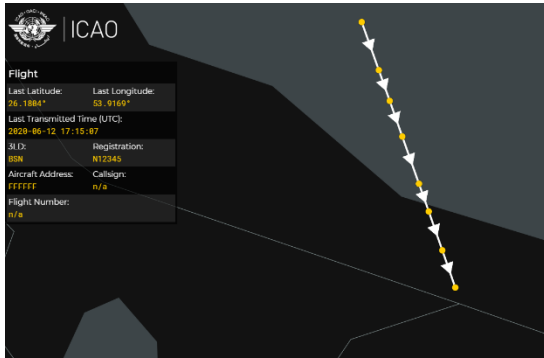 ICAO
Flight
Last Latitude: Last Longitude:
26.1804° 53.9169°
Last Transmitted Time (UTC):
2020-06-12 17:15:07
3LD: Registration:
BSN N12345
Aircraft Address: Callsign:
FFFFFF n/a
Flight Number:
n/a